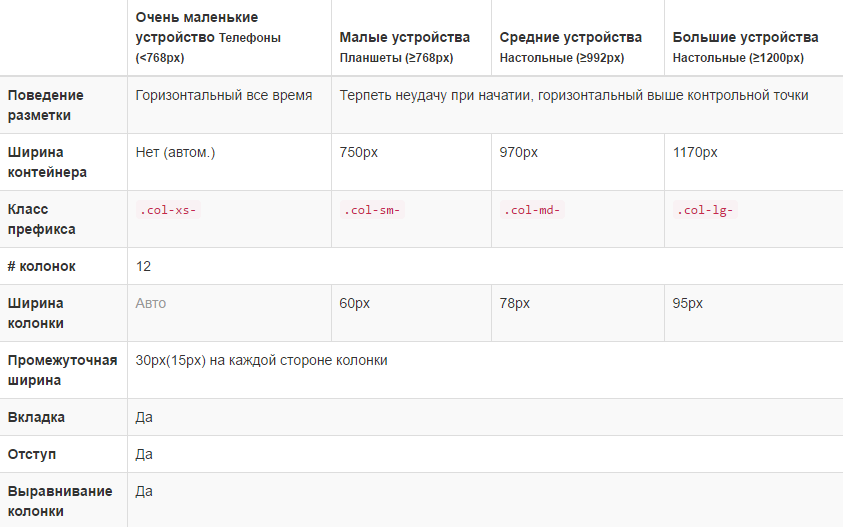 Очень маленькие
устройство Телефоны
(<768px)
Малые устройства
Планшеты (≥768px)
Средние устройства
Настольные (≥992px)
Большие устройства
Настольные (≥1200px)
Поведение
разметки
Горизонтальный все время
Терпеть неудачу при начатии, горизонтальный выше контрольной точки
Ширина
контейнера
Нет (автом.)
750px
970px
1170px
Класс
префикса
.col-xs-
.col-sm-
.col-md-
.col-lg-
# колонок
12
Ширина
колонки
Авто
60px
78px
95px
Промежуточная
ширина
30px(15px) на каждой стороне колонки
Вкладка
Да
Отступ
Да
Выравнивание
колонки
Да